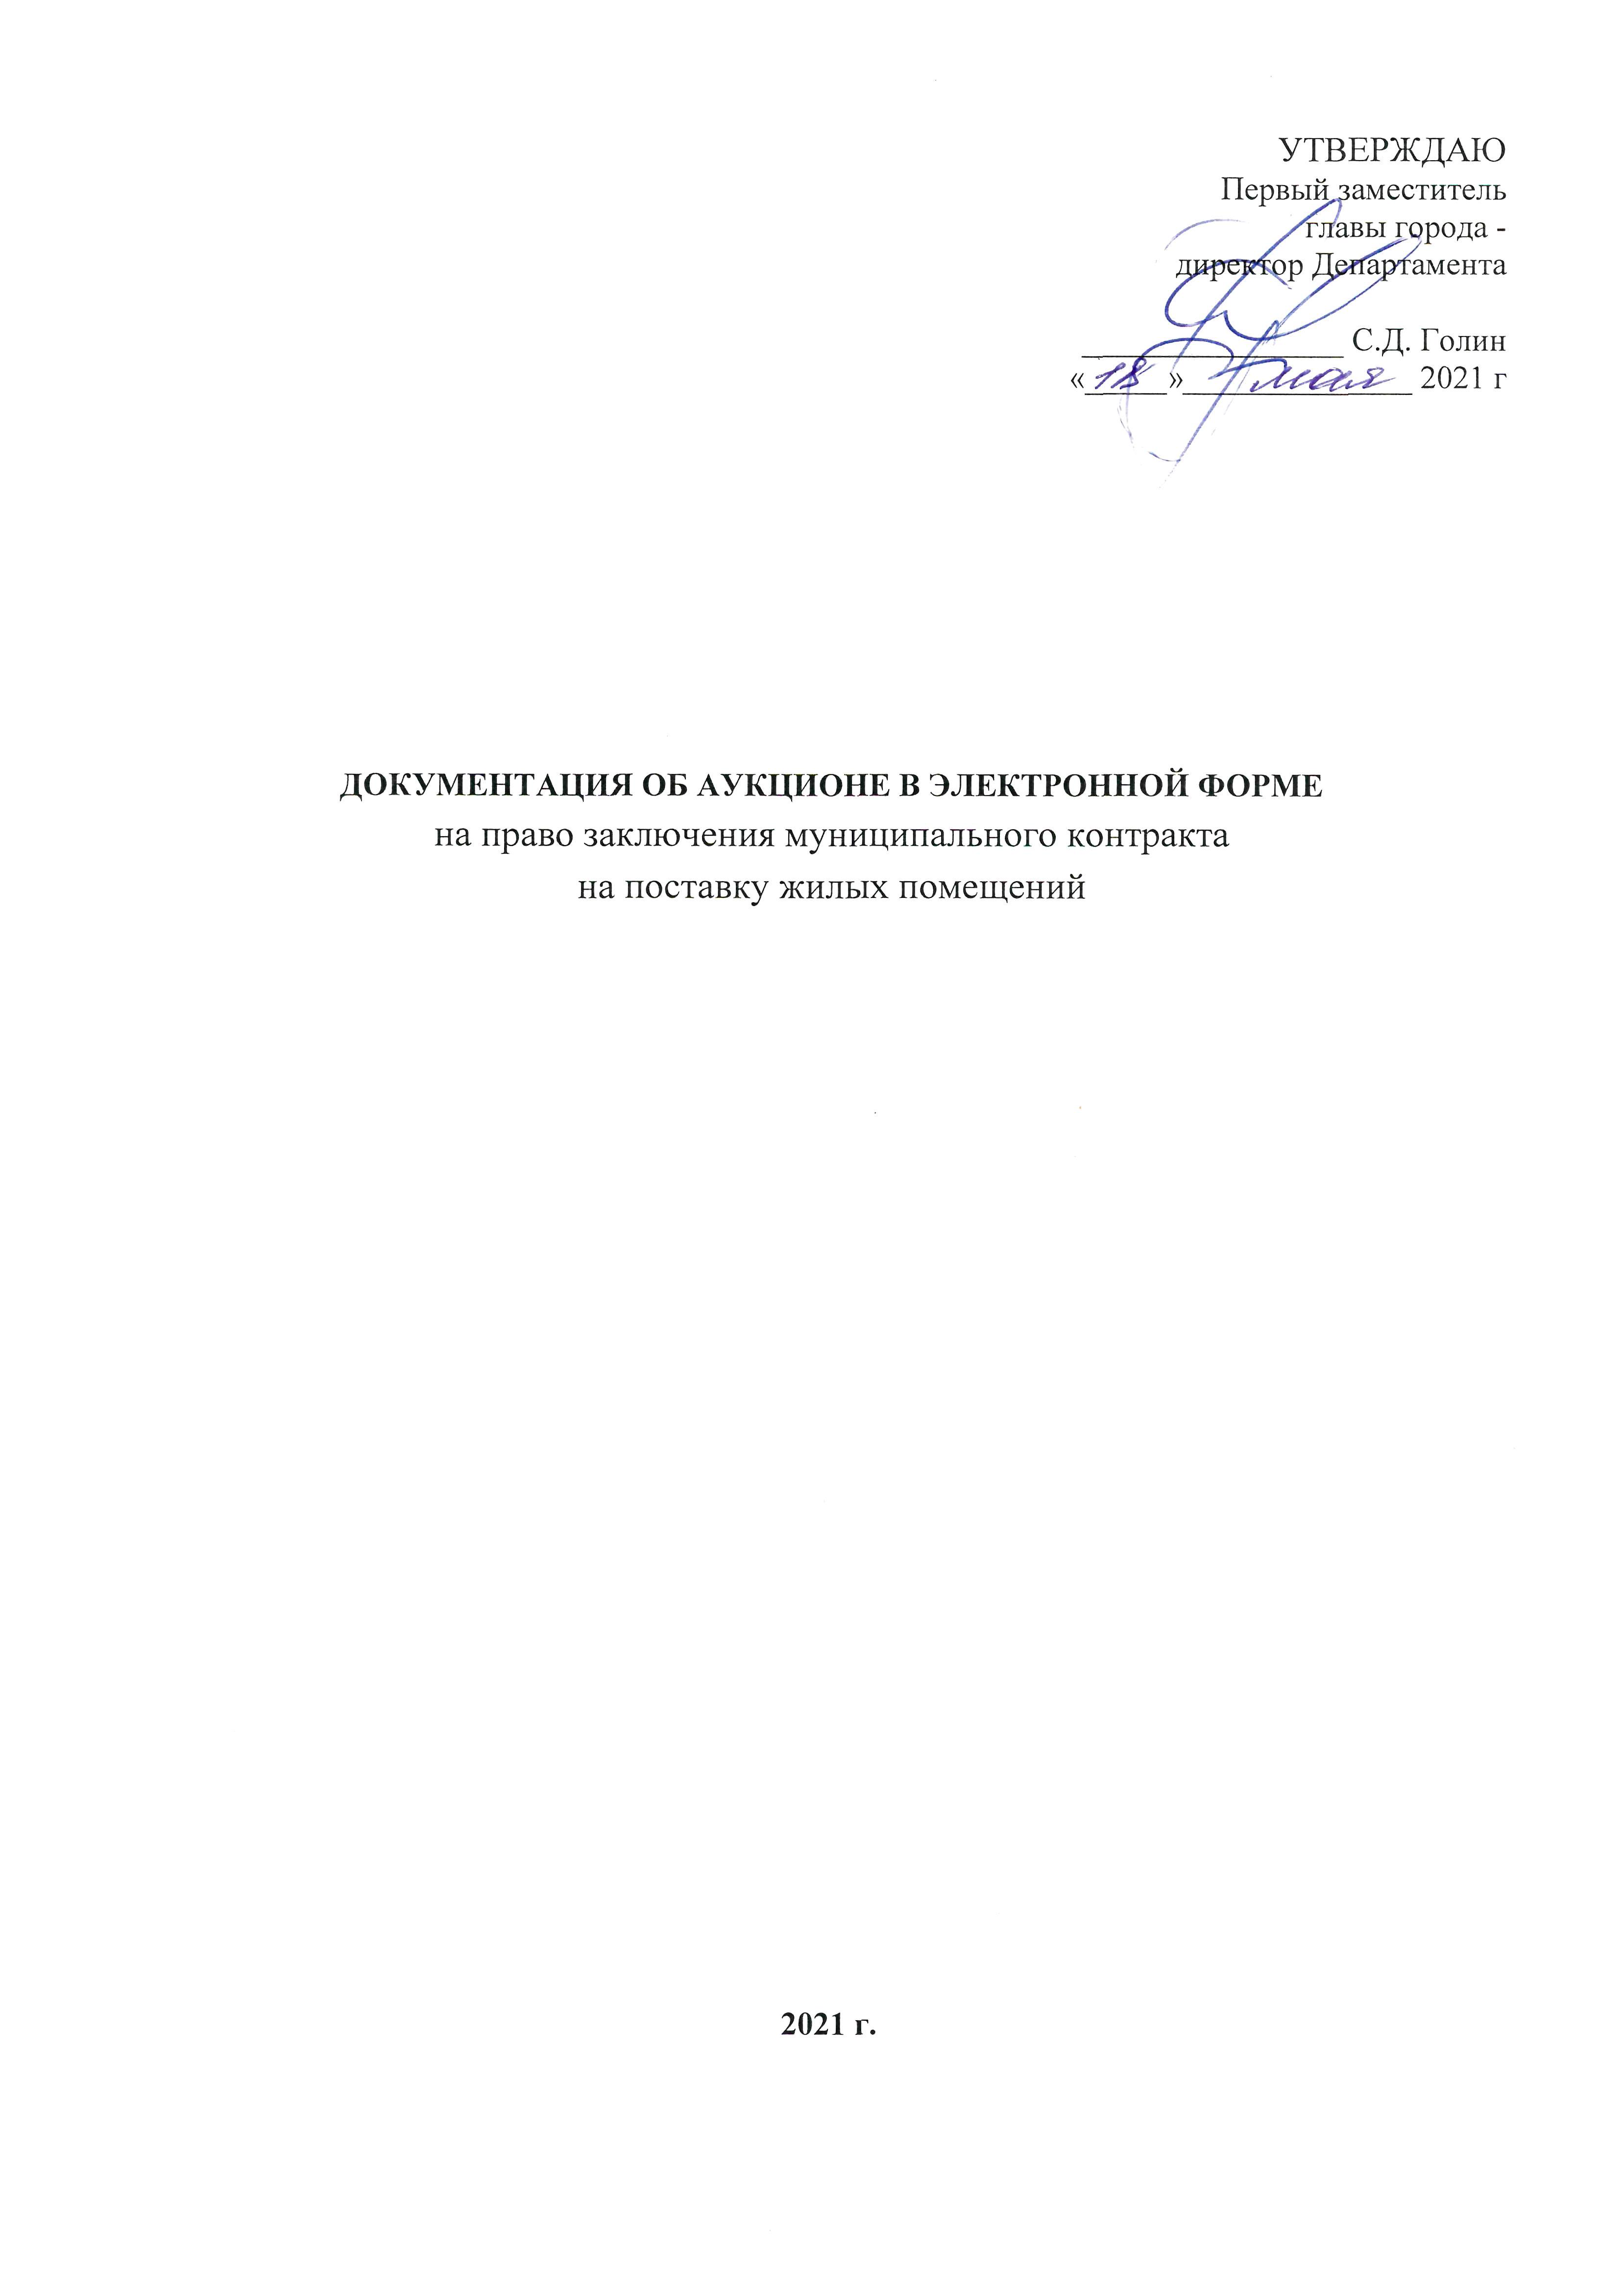 УТВЕРЖДАЮ
Первый заместитель
главы города -
директор Департамента
________________ С.Д. Голин
«18» мая 2021 г
ДОКУМЕНТАЦИЯ ОБ АУКЦИОНЕ В ЭЛЕКТРОННОЙ ФОРМЕ
на право заключения муниципального контракта
на поставку жилых помещений
2021 г.